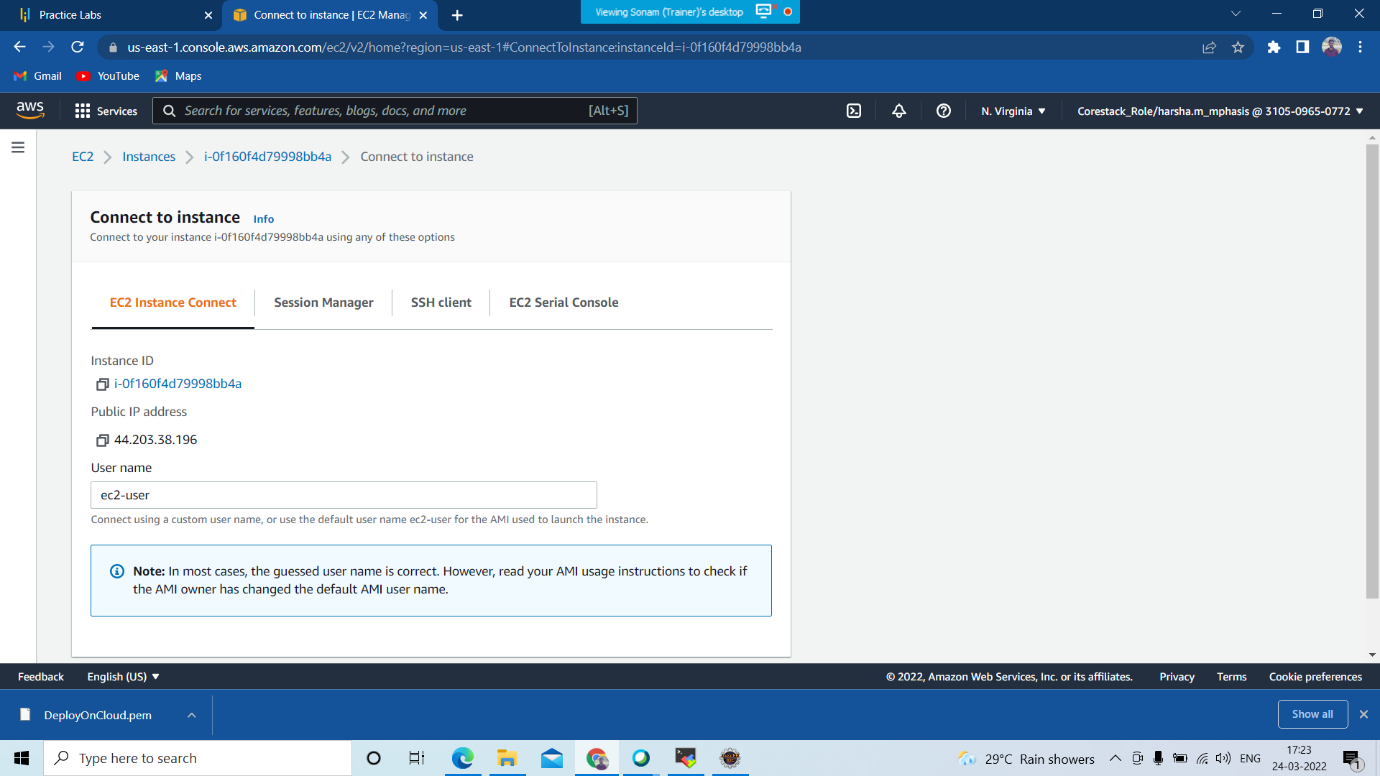 Practice Labs
Connect to instance | EC2 Manag
Viewing Sonam (Trainer)'s desktop
us-east-1.console.aws.amazon.com/ec2/v2/home?region=us-east-1#ConnectToInstance:instanceId=i-0f160f4d79998bb4a
Gmail YouTube Maps
aws Services Search for services, features, blogs, docs, and more [Alt+S] N. Virginia ▼ Corestack_Role/harsha.m_mphasis @ 3105-0965-0772 ▼
EC2 > Instances > i-0f160f4d79998bb4a > Connect to instance
Connect to instance Info
Connect to your instance i-0f160f4d79998bb4a using any of these options
EC2 Instance Connect Session Manager SSH client EC2 Serial Console
Instance ID
i-0f160f4d79998bb4a
Public IP address
44.203.38.196
User name
ec2-user
Connect using a custom user name, or use the default user name ec2-user for the AMI used to launch the instance.
Note: In most cases, the guessed user name is correct. However, read your AMI usage instructions to check if
the AMI owner has changed the default AMI user name.
Feedback English (US) ▼ © 2022, Amazon Web Services, Inc. or its affiliates. Privacy Terms Cookie preferences
DeployOnCloud.pem Show all
Type here to search 29°C Rain showers ENG 17:23
24-03-2022
1